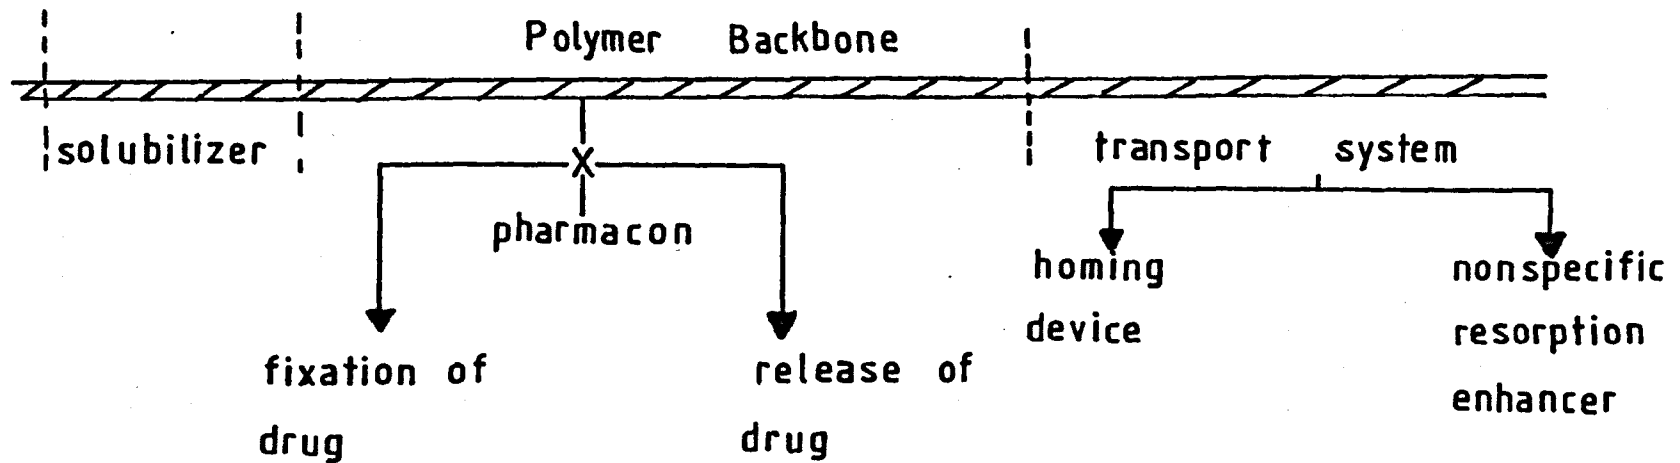 Polymer Backbone
solubilizer
transport system
X
pharmacon
homing
device
nonspecific
resorption
enhancer
fixation of
drug
release of
drug